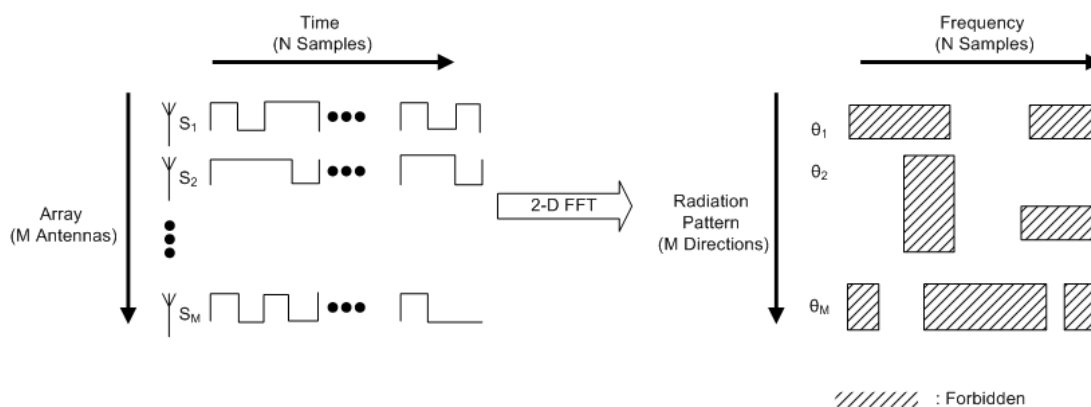 Time
(N Samples)
Frequency
(N Samples)
S1
S2
SM
Array
(M Antennas)
2-D FFT
Radiation
Pattern
(M Directions)
θ1
θ2
θM
: Forbidden